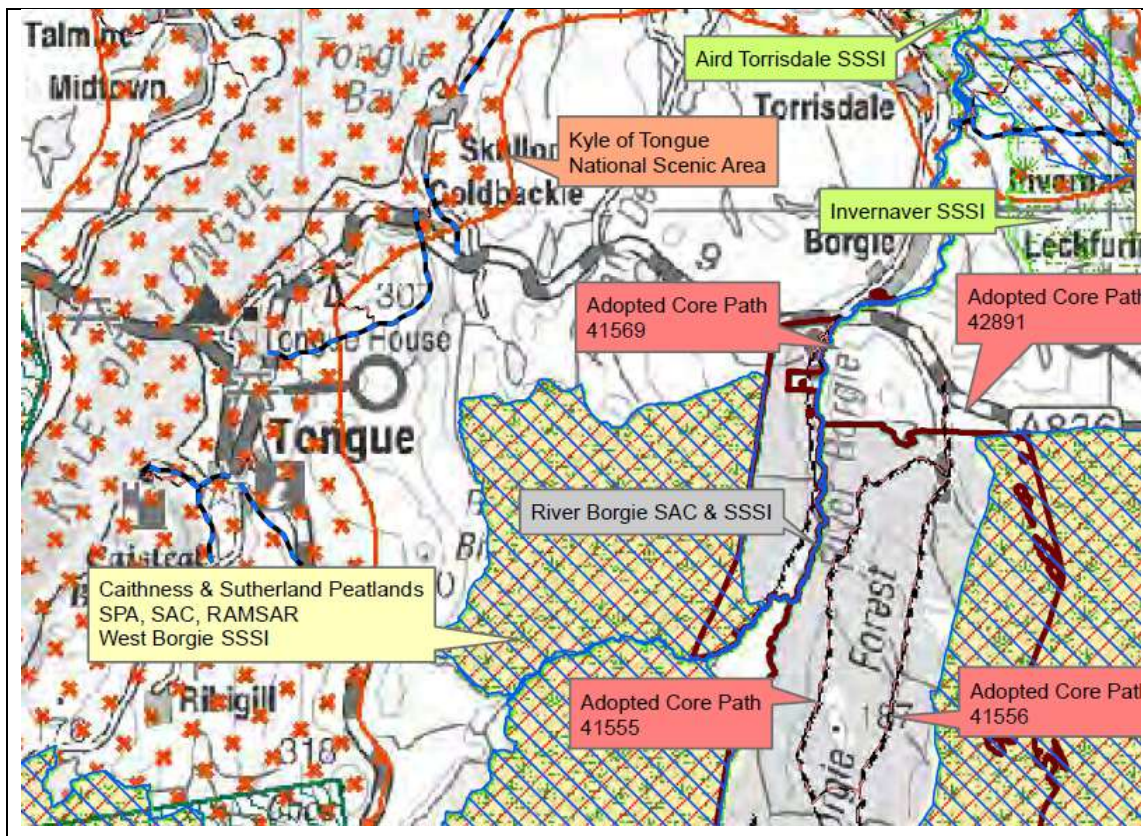 Talmine
Midtown
Tongue
Bay
Aird Torrisdale SSSI
Torrisdale
Kyle of Tongue
National Scenic Area
Coldbackie
Invernaver SSSI
Borgie
Adopted Core Path
41569
Adopted Core Path
42891
Tongue House
Tongue
A836
River Borgie SAC & SSSI
Caithness & Sutherland Peatlands
SPA, SAC, RAMSAR
West Borgie SSSI
Forest
Adopted Core Path
41555
Adopted Core Path
41556
Ribigill
318